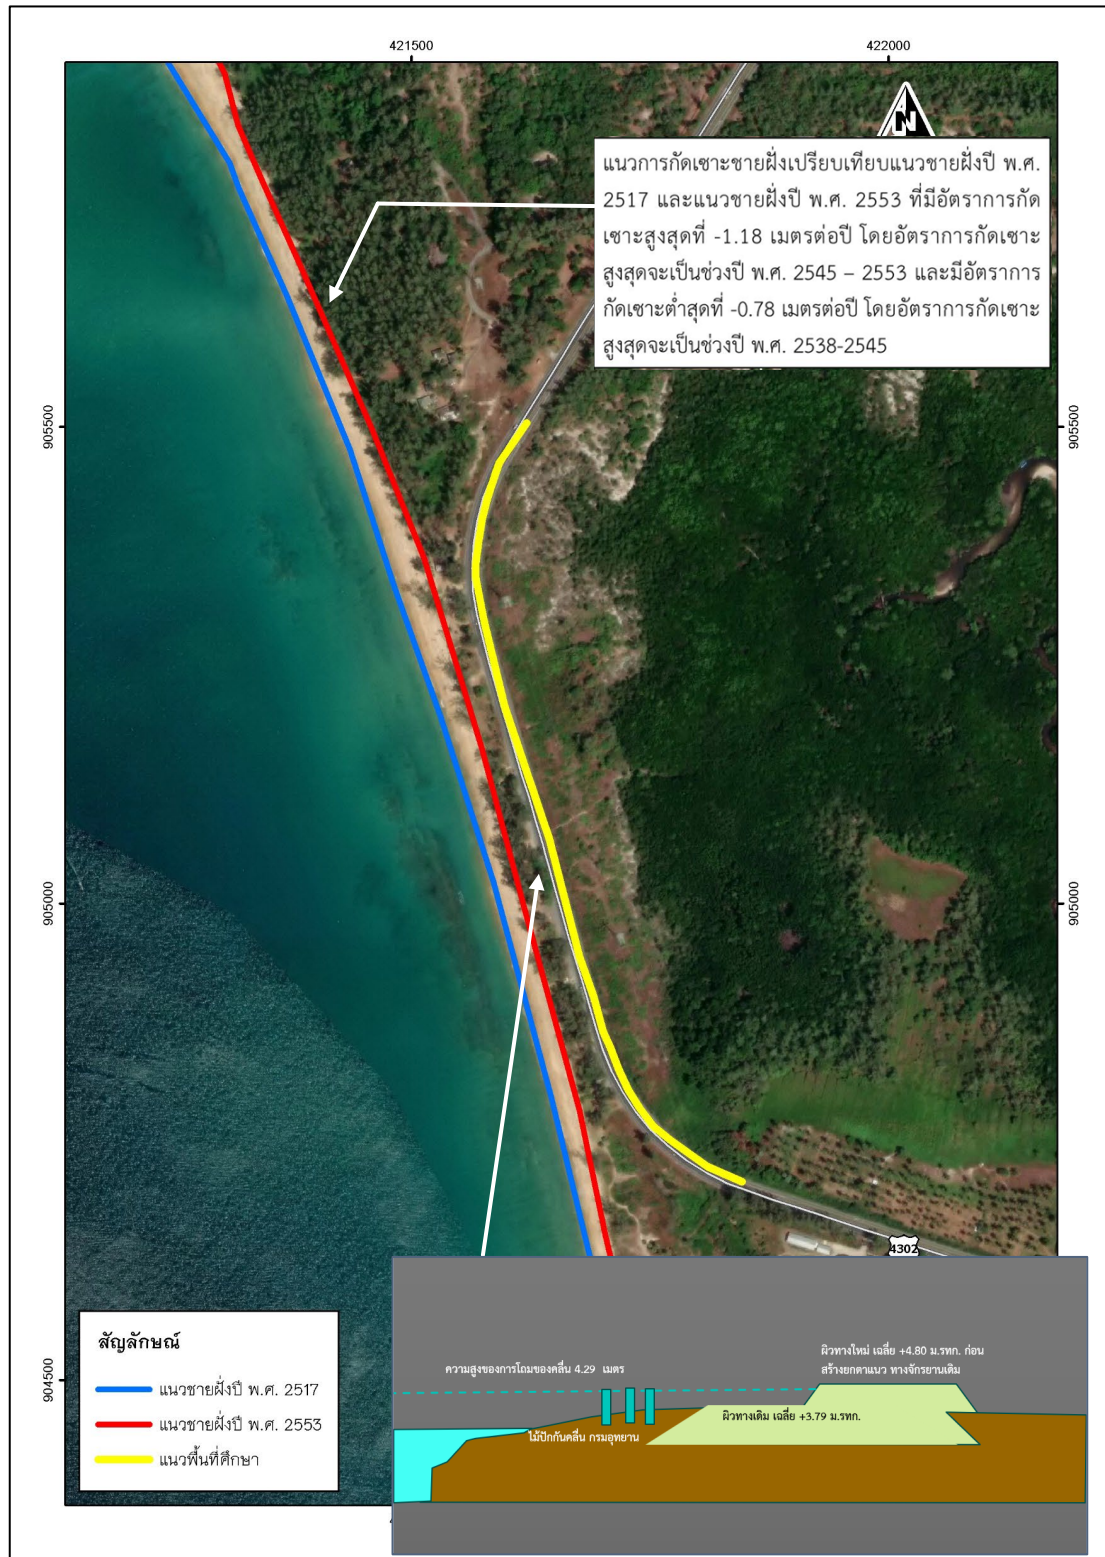 421500
422000
N
แนวการกัดเซาะชายฝั่งเปรียบเทียบแนวชายฝั่งปี พ.ศ.
2517 และแนวชายฝั่งปี พ.ศ. 2553 ที่มีอัตราการกัด
เซาะสูงสุดที่ -1.18 เมตรต่อปี โดยอัตราการกัดเซาะ
สูงสุดจะเป็นช่วงปี พ.ศ. 2545 – 2553 และมีอัตราการ
กัดเซาะต่ำสุดที่ -0.78 เมตรต่อปี โดยอัตราการกัดเซาะ
สูงสุดจะเป็นช่วงปี พ.ศ. 2538-2545
905500
905500
905000
905000
4302
904500
สัญลักษณ์
แนวชายฝั่งปี พ.ศ. 2517
แนวชายฝั่งปี พ.ศ. 2553
แนวพื้นที่ศึกษา
ความสูงของการโถมของคลื่น 4.29 เมตร
ผิวทางใหม่ เฉลี่ย +4.80 ม.รทก. ก่อน
สร้างยกตาแนว ทางจักรยานเดิม
ผิวทางเดิม เฉลี่ย +3.79 ม.รทก.
ไม้ปักกันคลื่น กรมอุทยาน